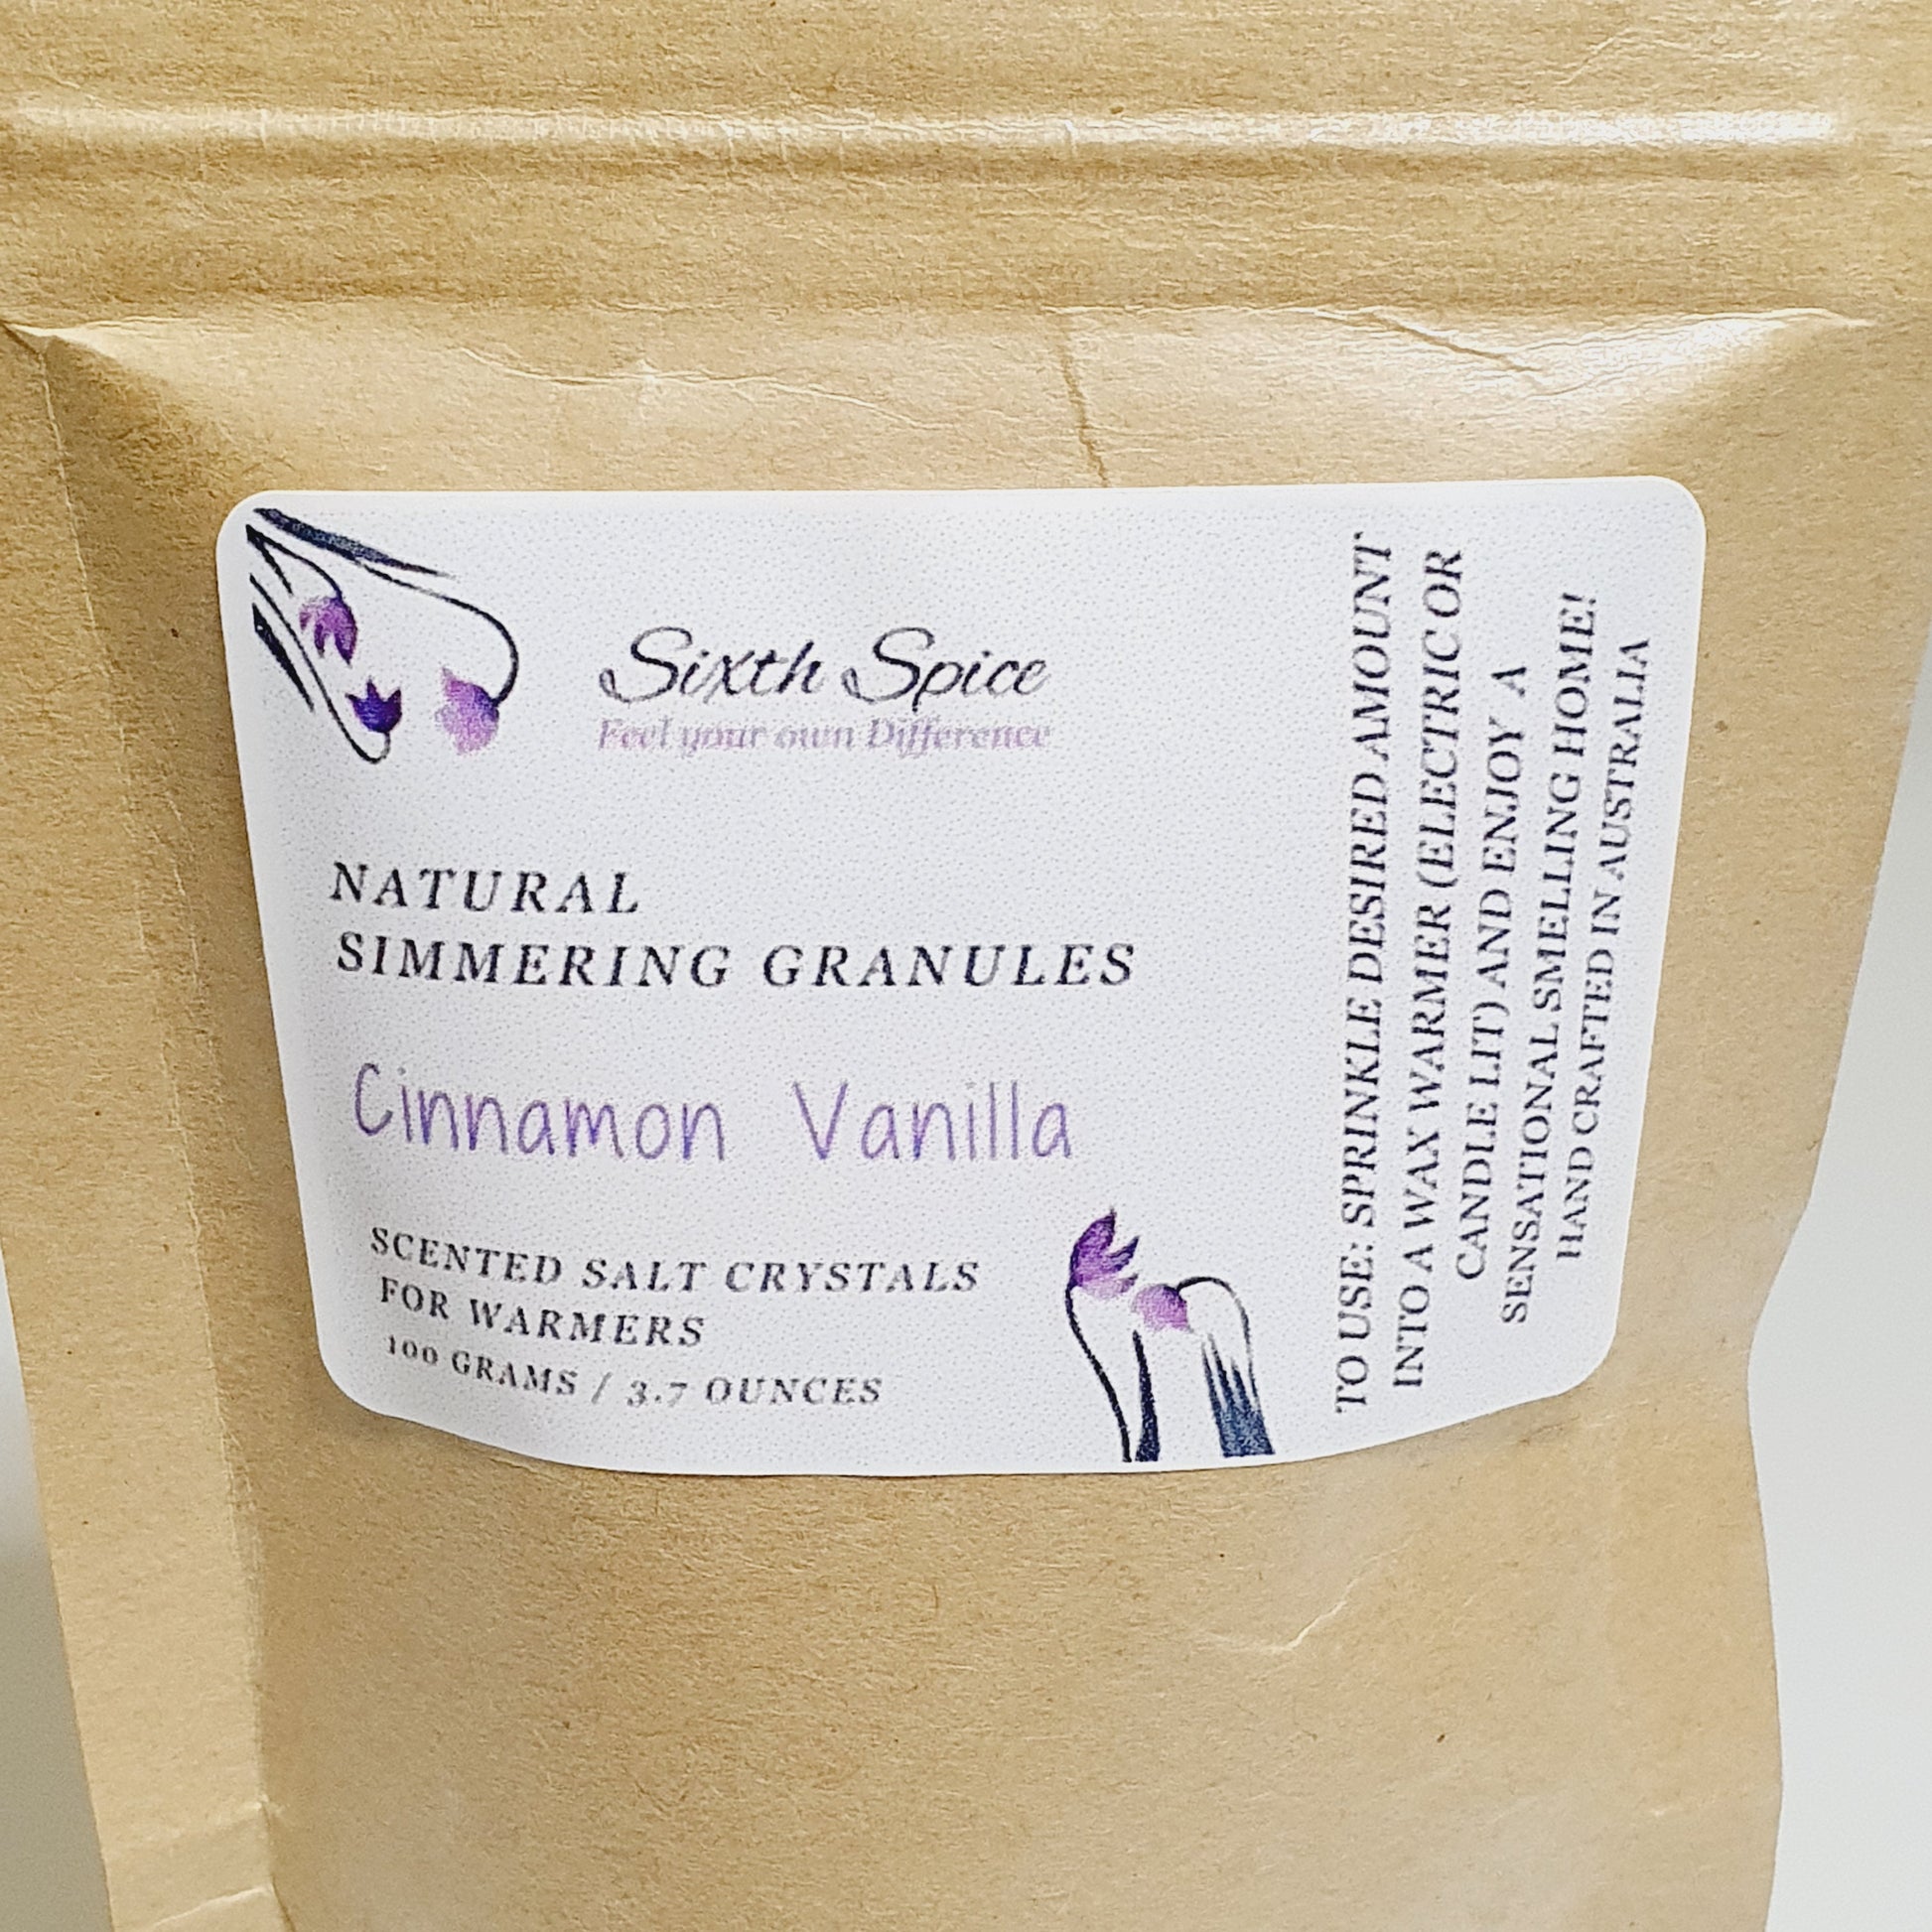 Sixth Spice
Feel your own Difference
NATURAL
SIMMERING GRANULES
Cinnamon Vanilla
SCENTED SALT CRYSTALS
FOR WARMERS
100 GRAMS / 3.7 OUNCES
TO USE: SPRINKLE DESIRED AMOUNT
INTO A WAX WARMER (ELECTRIC OR
CANDLE LIT) AND ENJOY A
SENSATIONAL SMELLING HOME!
HAND CRAFTED IN AUSTRALIA